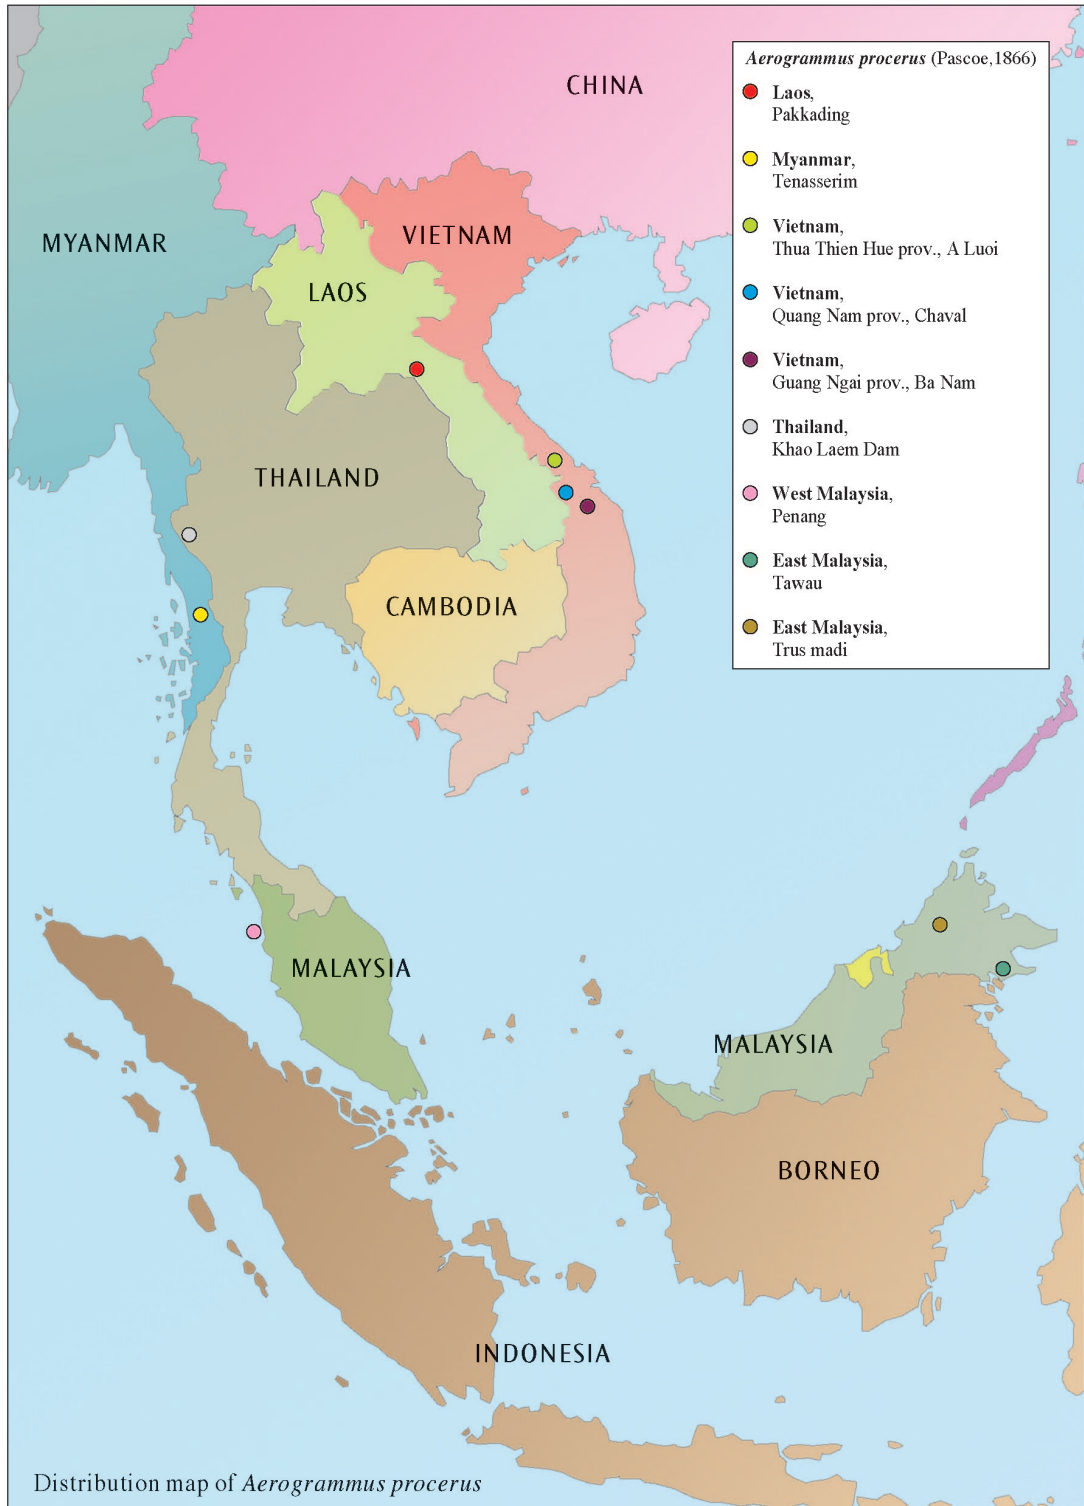 CHINA
MYANMAR
VIETNAM
LAOS
THAILAND
CAMBODIA
MALAYSIA
MALAYSIA
BORNEO
INDONESIA
Aerogrammus procerus (Pascoe,1866)
Laos,
Pakkading
Myanmar,
Tenasserim
Vietnam,
Thua Thien Hue prov., A Luoi
Vietnam,
Quang Nam prov., Chaval
Vietnam,
Guang Ngai prov., Ba Nam
Thailand,
Khao Laem Dam
West Malaysia,
Penang
East Malaysia,
Tawau
East Malaysia,
Trus madi
Distribution map of Aerogrammus procerus